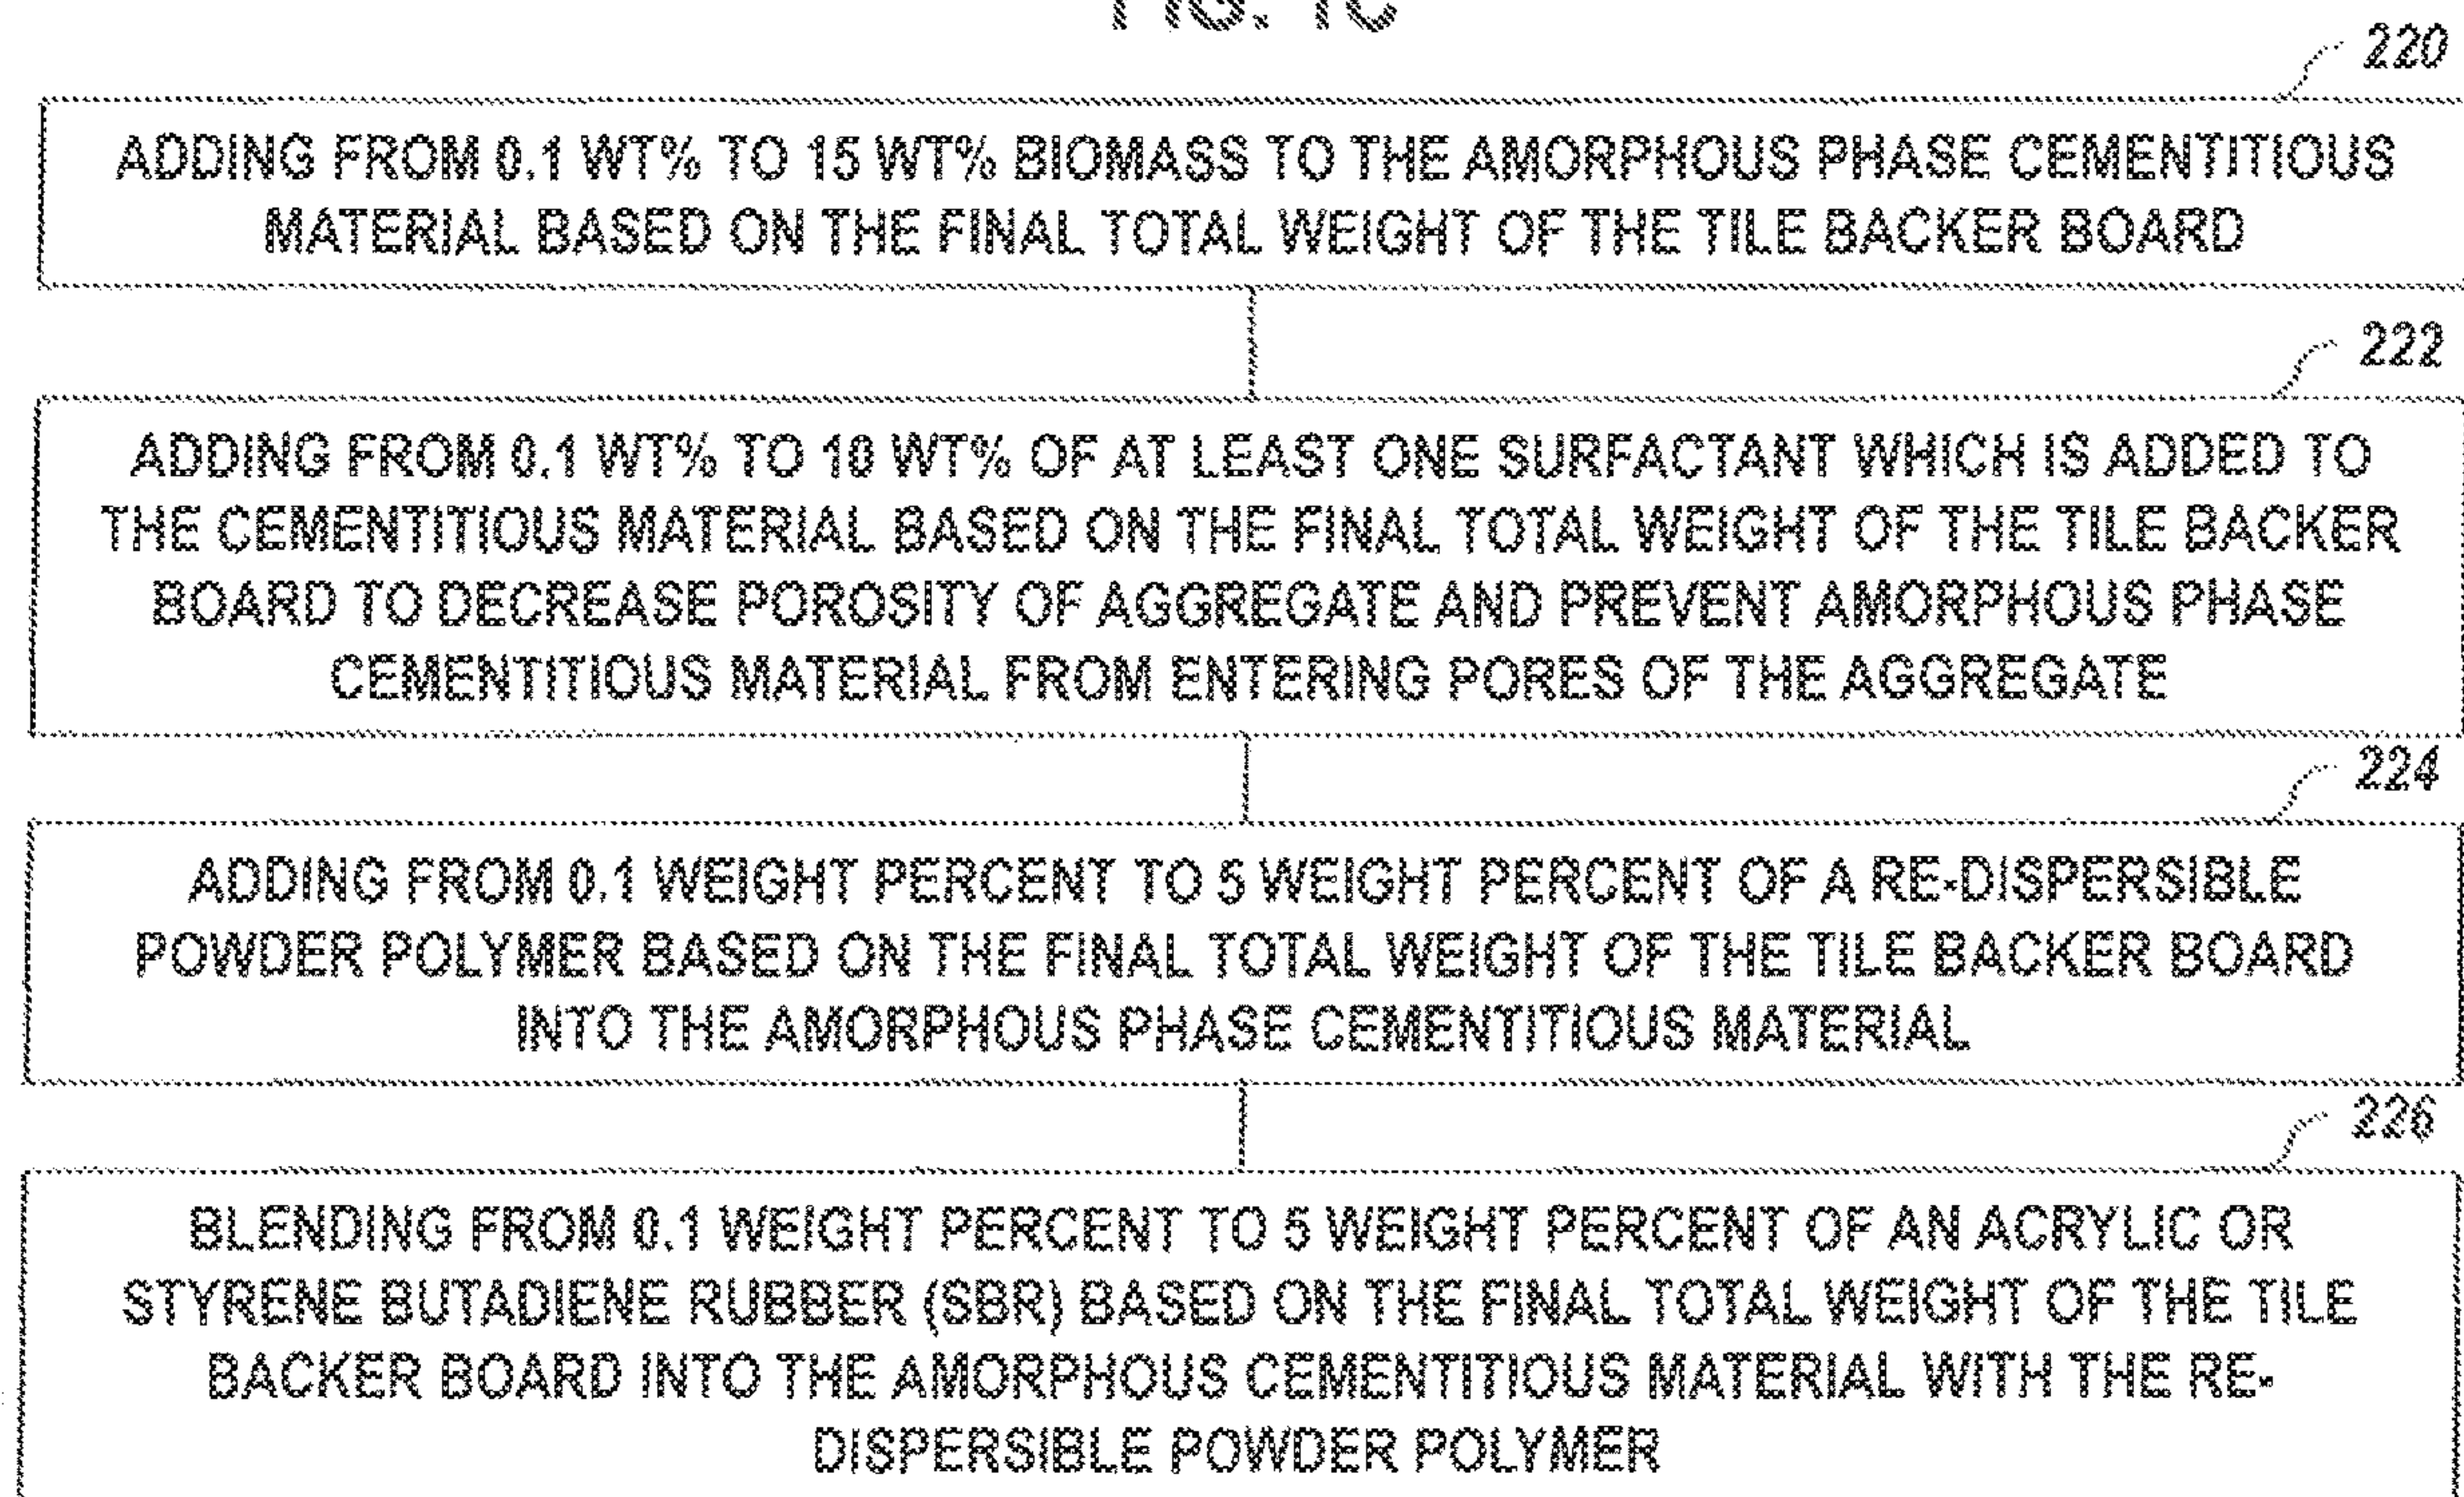 FIG. 1C
220
ADDING FROM 0.1 WT% TO 15 WT% BIOMASS TO THE AMORPHOUS PHASE CEMENTITIOUS
MATERIAL BASED ON THE FINAL TOTAL WEIGHT OF THE TILE BACKER BOARD
222
ADDING FROM 0.1 WT% TO 10 WT% OF AT LEAST ONE SURFACTANT WHICH IS ADDED TO
THE CEMENTITIOUS MATERIAL BASED ON THE FINAL TOTAL WEIGHT OF THE TILE BACKER
BOARD TO DECREASE POROSITY OF AGGREGATE AND PREVENT AMORPHOUS PHASE
CEMENTITIOUS MATERIAL FROM ENTERING PORES OF THE AGGREGATE
224
ADDING FROM 0.1 WEIGHT PERCENT TO 5 WEIGHT PERCENT OF A RE-DISPERSIBLE
POWDER POLYMER BASED ON THE FINAL TOTAL WEIGHT OF THE TILE BACKER BOARD
INTO THE AMORPHOUS PHASE CEMENTITIOUS MATERIAL
226
BLENDING FROM 0.1 WEIGHT PERCENT TO 5 WEIGHT PERCENT OF AN ACRYLIC OR
STYRENE BUTADIENE RUBBER (SBR) BASED ON THE FINAL TOTAL WEIGHT OF THE TILE
BACKER BOARD INTO THE AMORPHOUS CEMENTITIOUS MATERIAL WITH THE RE-
DISPERSIBLE POWDER POLYMER